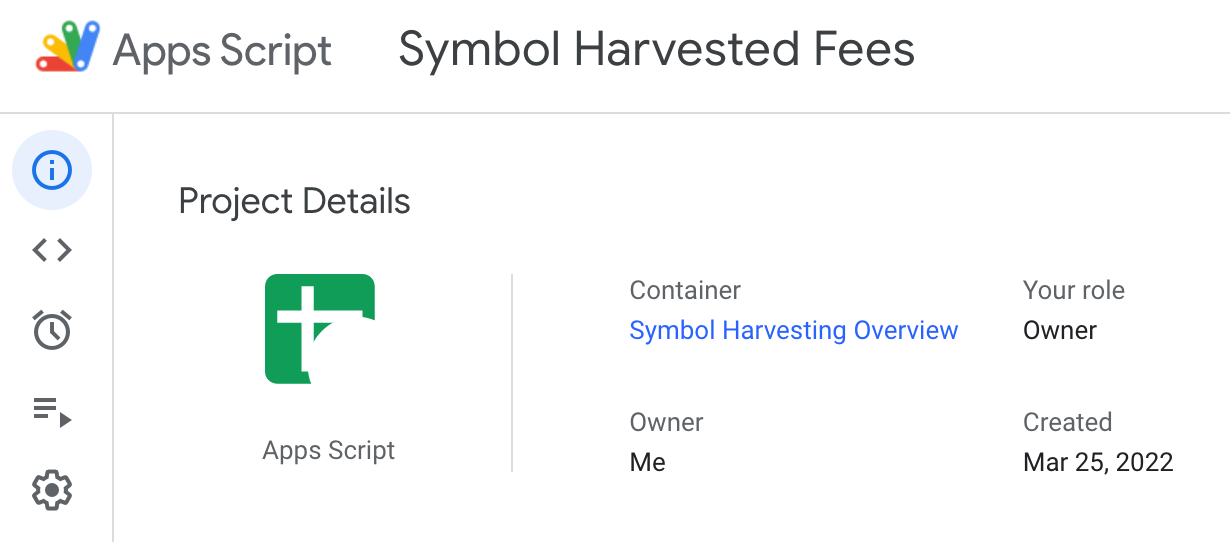 Apps Script Symbol Harvested Fees
Project Details
Container
Symbol Harvesting Overview
Your role
Owner
Owner
Me
Created
Mar 25, 2022
Apps Script